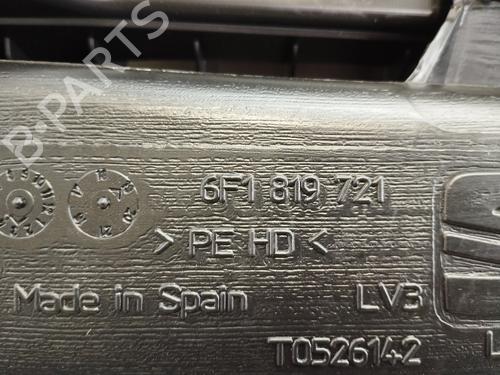 B-PARTS
6F1 819 721
> PE HD <
Made in Spain
LV3
T0526142
L